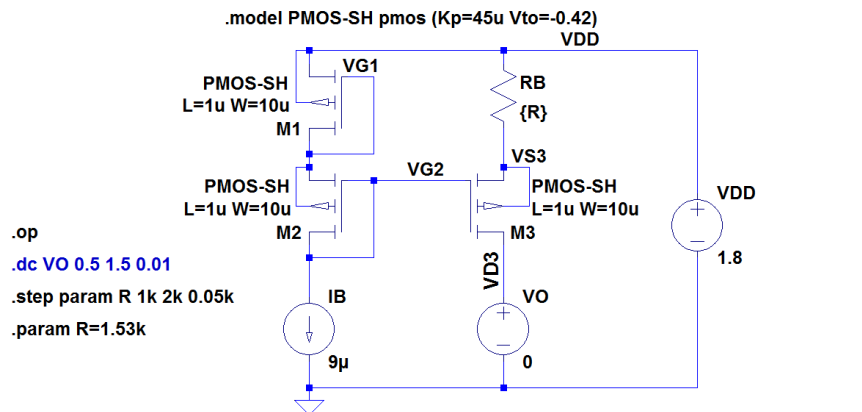 .model PMOS-SH pmos (Kp=45u Vto=-0.42)
VDD
VG1
PMOS-SH
L=1u W=10u
M1
RB
{R}
VG2
VS3
PMOS-SH
L=1u W=10u
M2
PMOS-SH
L=1u W=10u
M3
VDD
1.8
.op
.dc VO 0.5 1.5 0.01
.step param R 1k 2k 0.05k
.param R=1.53k
IB
9µ
VD3
VO
0